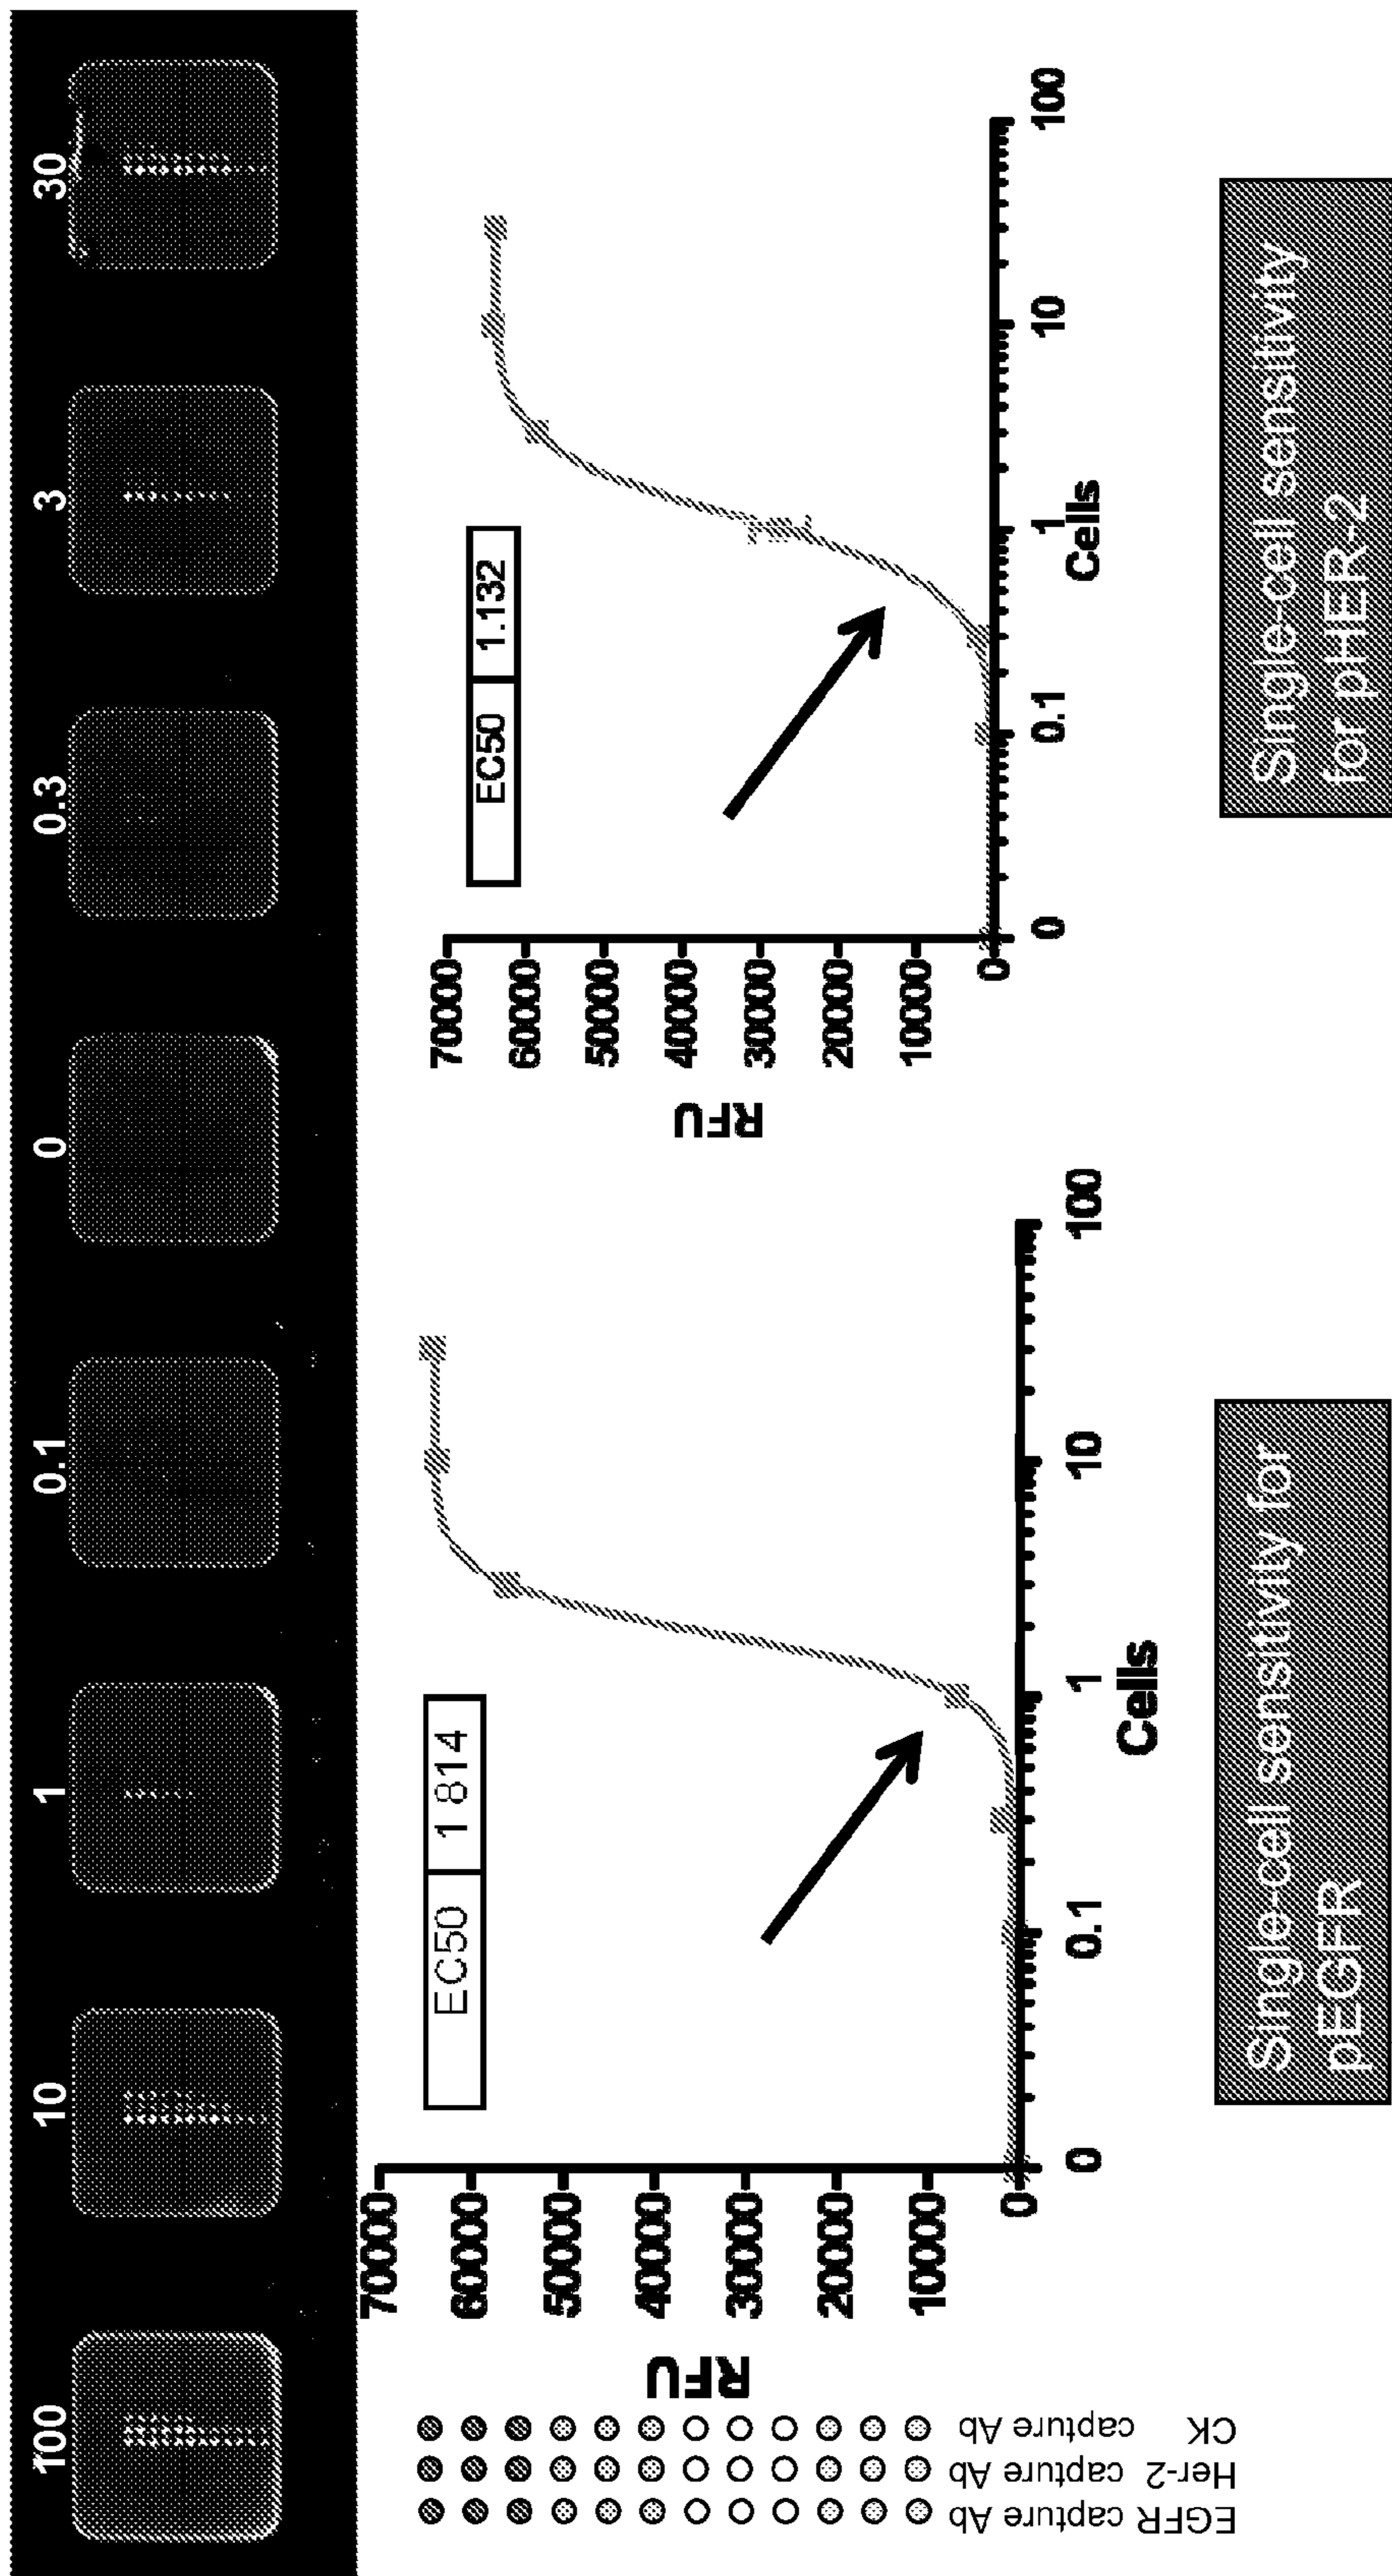 100 10 1 0.1 0 0.3 3 30
EGFR capture Ab
Her-2 capture Ab
CK capture Ab
RFU
70000
60000
50000
40000
30000
20000
10000
0
EC50 1 814
0 0.1 1 10 100
Cells
Single-cell sensitivity for
pEGFR
RFU
70000
60000
50000
40000
30000
20000
10000
0
EC50 1.132
0 0.1 1 10 100
Cells
Single-cell sensitivity
for pHER-2